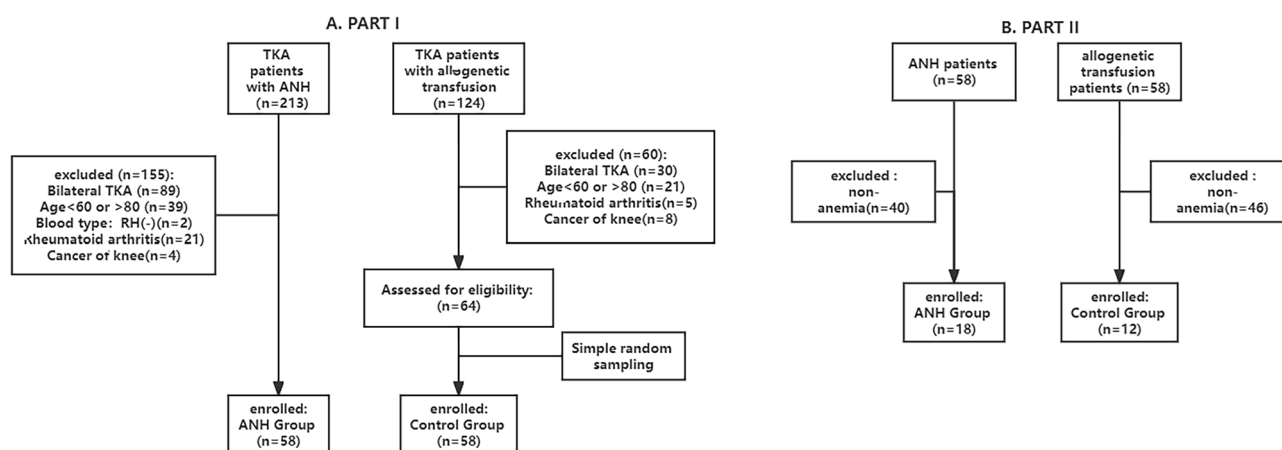 A. PART I
TKA
patients
with ANH
(n=213)
TKA patients
with allogenetic
transfusion
(n=124)
excluded (n=155):
Bilateral TKA (n=89)
Age<60 or >80 (n=39)
Blood type: RH(-)(n=2)
Rheumatoid arthritis(n=21)
Cancer of knee(n=4)
excluded (n=60):
Bilateral TKA (n=30)
Age<60 or >80 (n=21)
Rheumatoid arthritis(n=5)
Cancer of knee(n=8)
Assessed for eligibility:
(n=64)
Simple random
sampling
enrolled:
ANH Group
(n=58)
enrolled:
Control Group
(n=58)
B. PART II
ANH patients
(n=58)
allogenetic
transfusion
patients (n=58)
excluded :
non-
anemia(n=40)
excluded :
non-
anemia(n=46)
enrolled:
ANH Group
(n=18)
enrolled:
Control Group
(n=12)